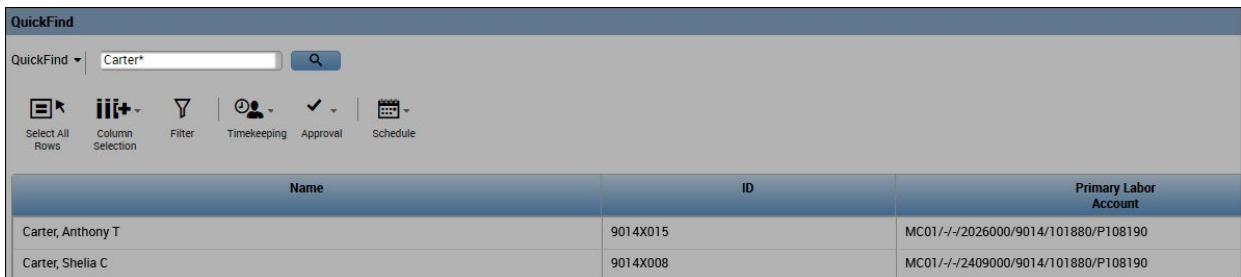 QuickFind
QuickFind Carter*
Select All Rows Column Selection Filter Timekeeping Approval Schedule
Name ID Primary Labor Account
Carter, Anthony T 9014X015 MC01/-/-/2026000/9014/101880/P108190
Carter, Shelia C 9014X008 MC01/-/-/2409000/9014/101880/P108190